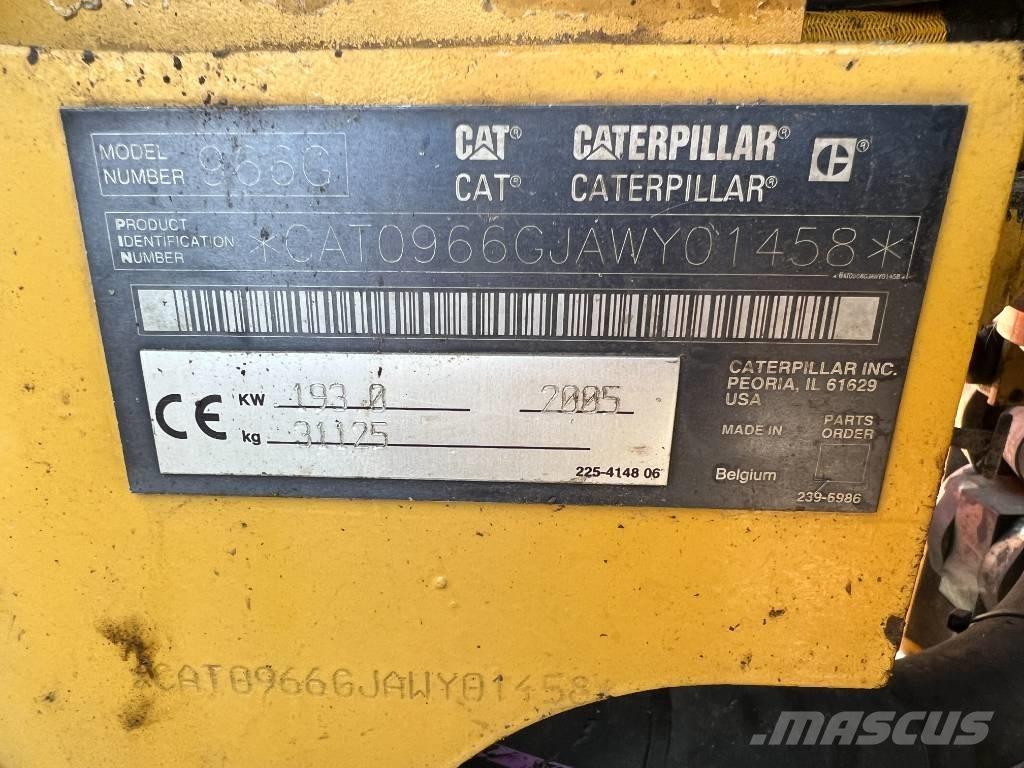 MODEL NUMBER 966G
CAT® CATERPILLAR®
CAT® CATERPILLAR®
PRODUCT IDENTIFICATION NUMBER *CAT0966GJAWY01458*
CE KW 193.0 2005
kg 31125
225-4148 06
CATERPILLAR INC.
PEORIA, IL 61629
USA
MADE IN Belgium
PARTS ORDER
239-5986
CAT0966GJAWY01458*
MASCUS